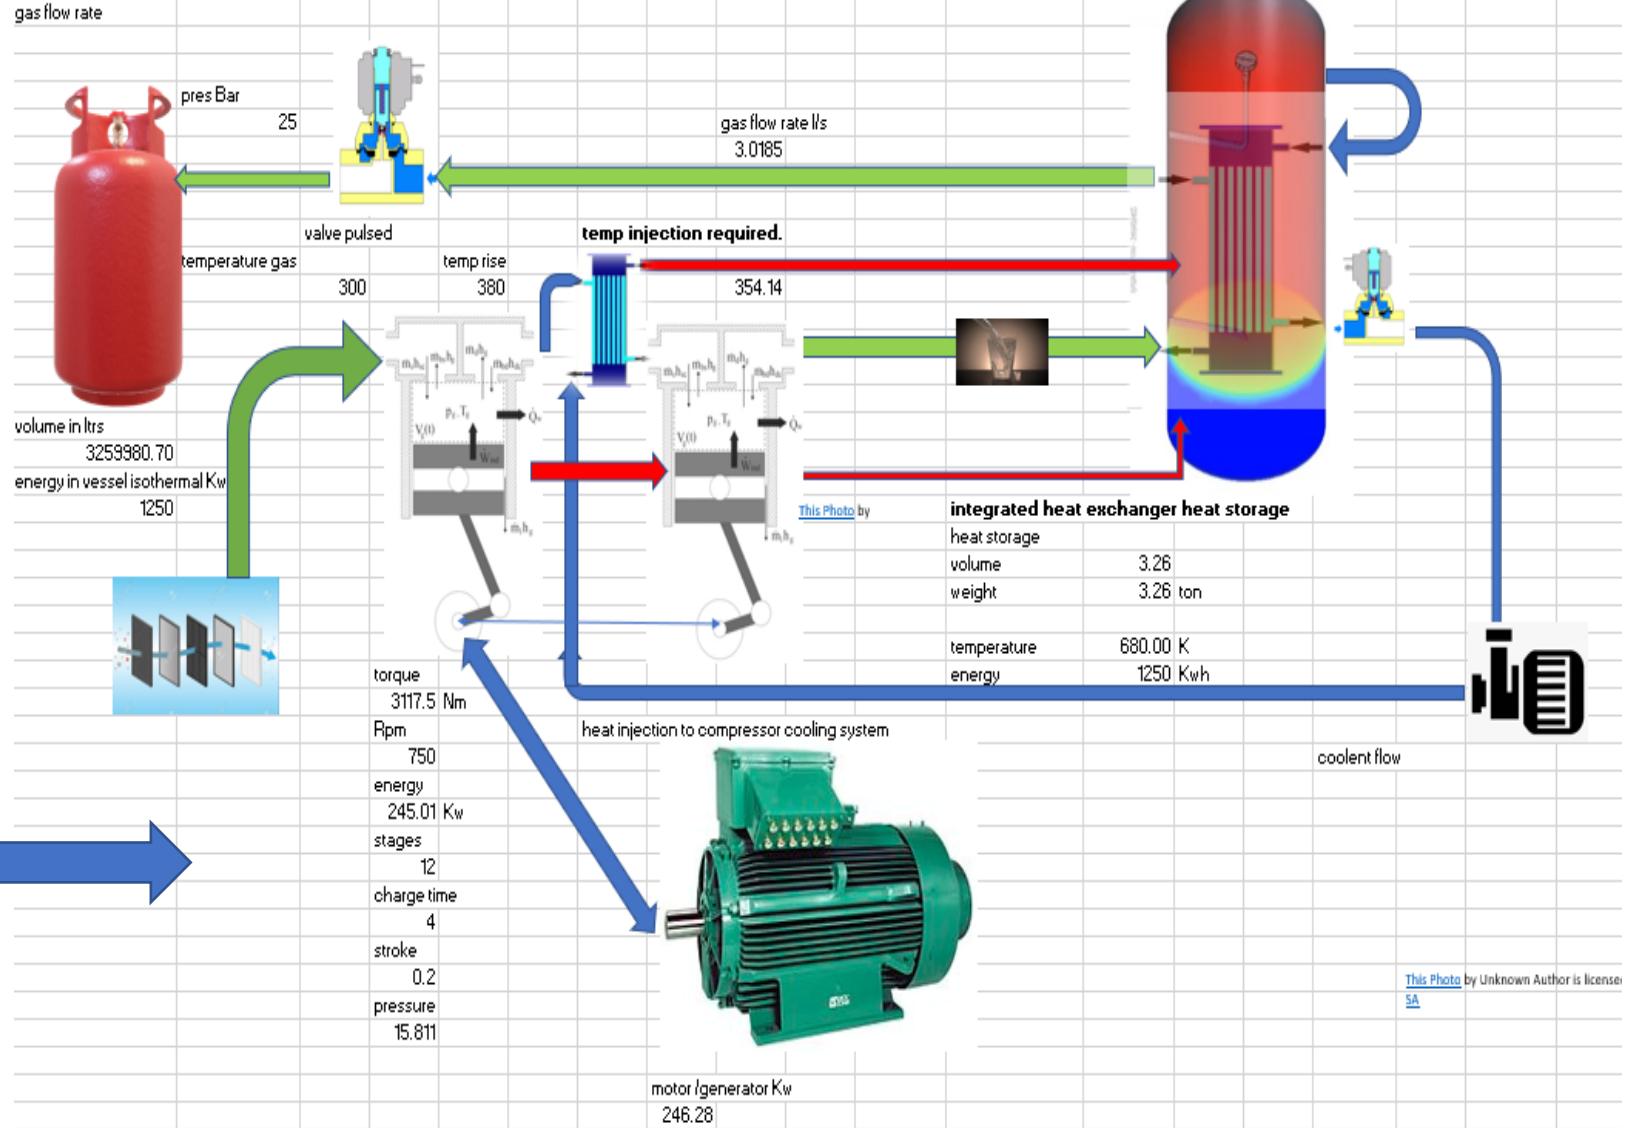 gas flow rate
pres Bar
25
gas flow rate l/s
3.0185
valve pulsed
temp injection required.
temperature gas
temp rise
300
380
354.14
volume in ltrs
3259980.70
energy in vessel isothermal Kw
1250
This Photo by
integrated heat exchanger heat storage
heat storage
volume
3.26
weight
3.26 ton
temperature
680.00 K
energy
1250 Kwh
torque
3117.5 Nm
Rpm
750
heat injection to compressor cooling system
coolent flow
energy
245.01 Kw
stages
12
charge time
4
stroke
0.2
pressure
15.811
This Photo by Unknown Author is license
SA
motor /generator Kw
246.28